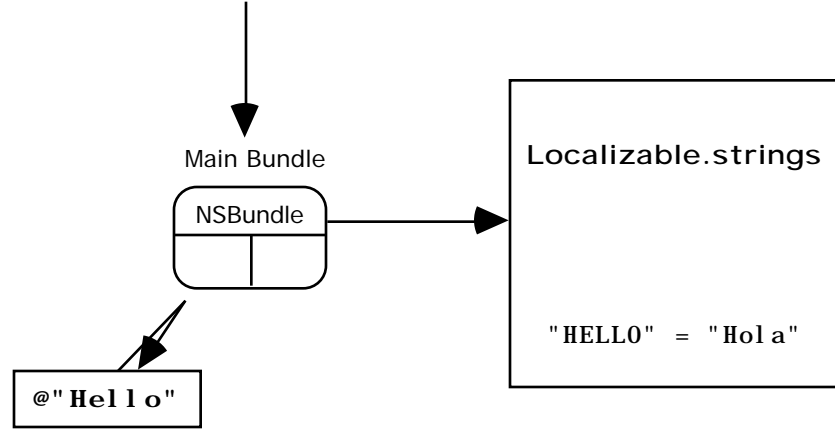 Main Bundle
NSBundle
Localizable.strings
"HELLO" = "Hola"
@"Hello"